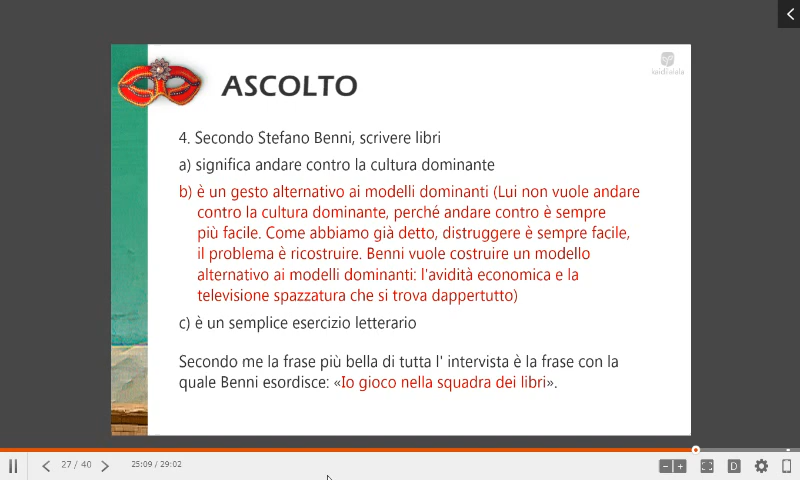 kaidi'alala
ASCOLTO
4. Secondo Stefano Benni, scrivere libri
a) significa andare contro la cultura dominante
b) è un gesto alternativo ai modelli dominanti (Lui non vuole andare
contro la cultura dominante, perché andare contro è sempre
più facile. Come abbiamo già detto, distruggere è sempre facile,
il problema è ricostruire. Benni vuole costruire un modello
alternativo ai modelli dominanti: l'avidità economica e la
televisione spazzatura che si trova dappertutto)
c) è un semplice esercizio letterario
Secondo me la frase più bella di tutta l' intervista è la frase con la
quale Benni esordisce: «Io gioco nella squadra dei libri».
27 / 40
25:09 / 29:02
D